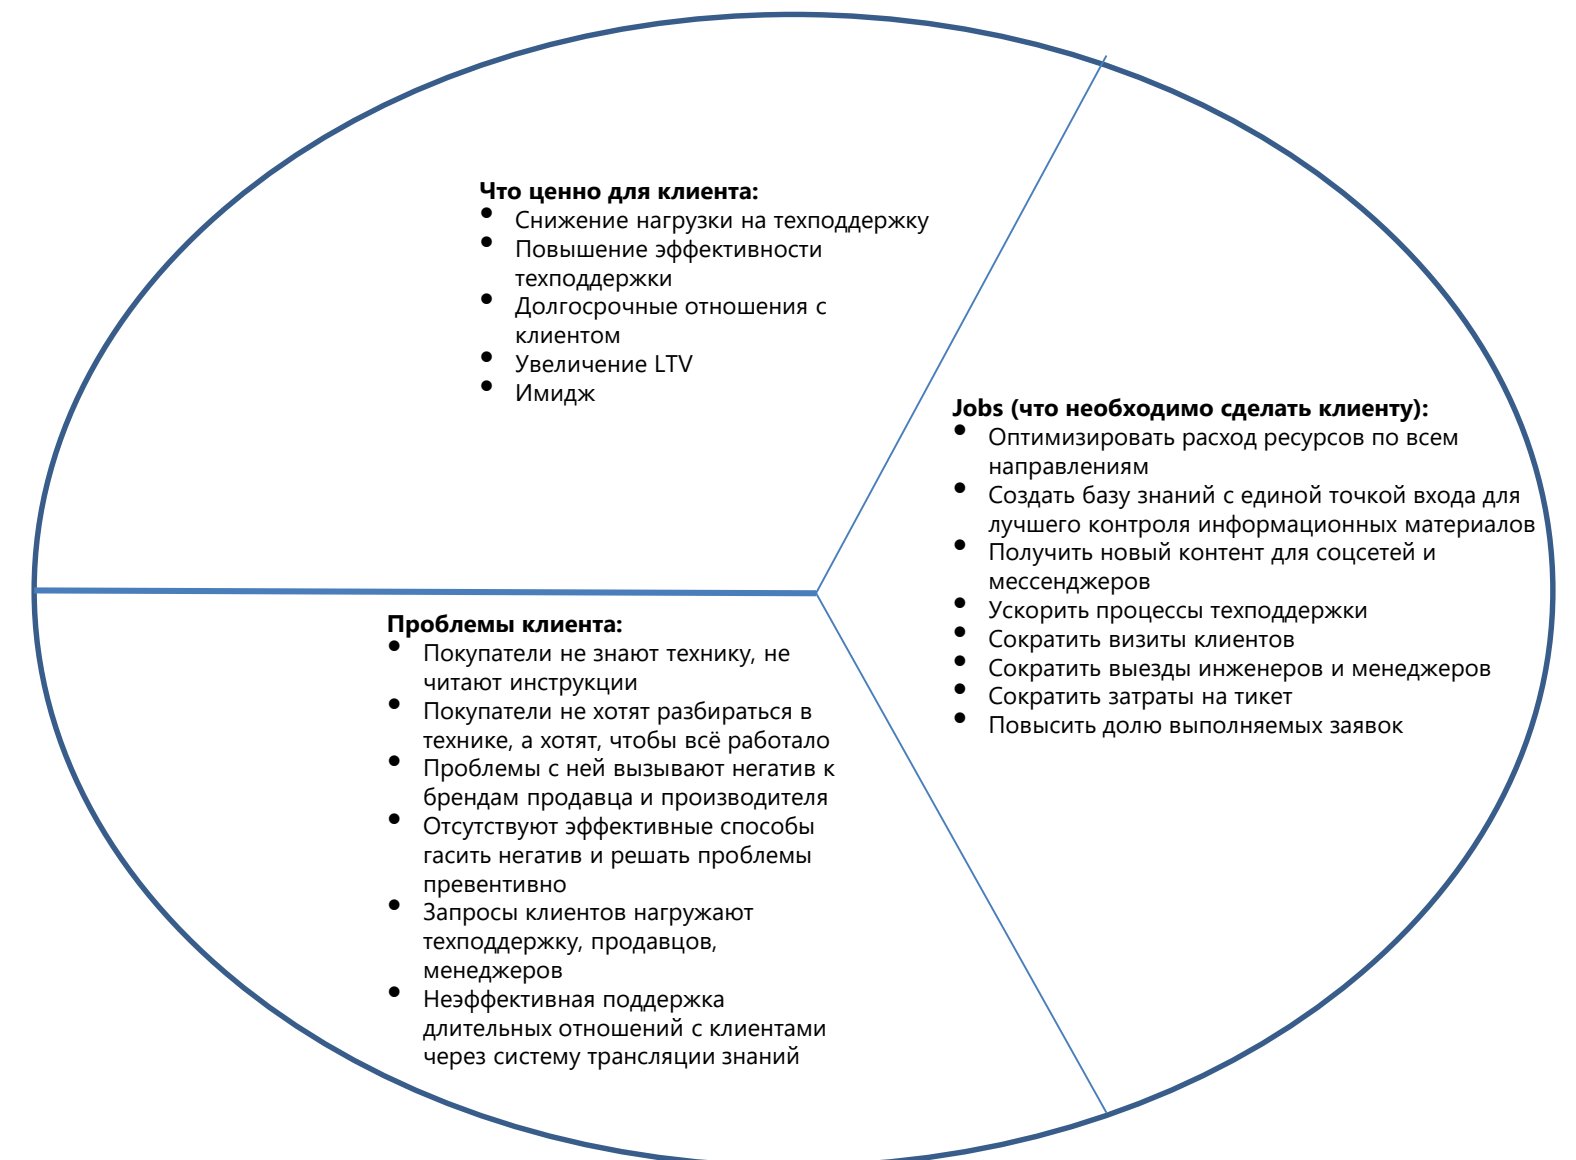 Что ценно для клиента:
• Снижение нагрузки на техподдержку
• Повышение эффективности
техподдержки
• Долгосрочные отношения с
клиентом
• Увеличение LTV
• Имидж
Jobs (что необходимо сделать клиенту):
• Оптимизировать расход ресурсов по всем
направлениям
• Создать базу знаний с единой точкой входа для
лучшего контроля информационных материалов
• Получить новый контент для соцсетей и
мессенджеров
• Ускорить процессы техподдержки
• Сократить визиты клиентов
• Сократить выезды инженеров и менеджеров
• Сократить затраты на тикет
• Повысить долю выполняемых заявок
Проблемы клиента:
• Покупатели не знают технику, не
читают инструкции
• Покупатели не хотят разбираться в
технике, а хотят, чтобы всё работало
• Проблемы с ней вызывают негатив к
брендам продавца и производителя
• Отсутствуют эффективные способы
гасить негатив и решать проблемы
превентивно
• Запросы клиентов нагружают
техподдержку, продавцов,
менеджеров
• Неэффективная поддержка
длительных отношений с клиентами
через систему трансляции знаний